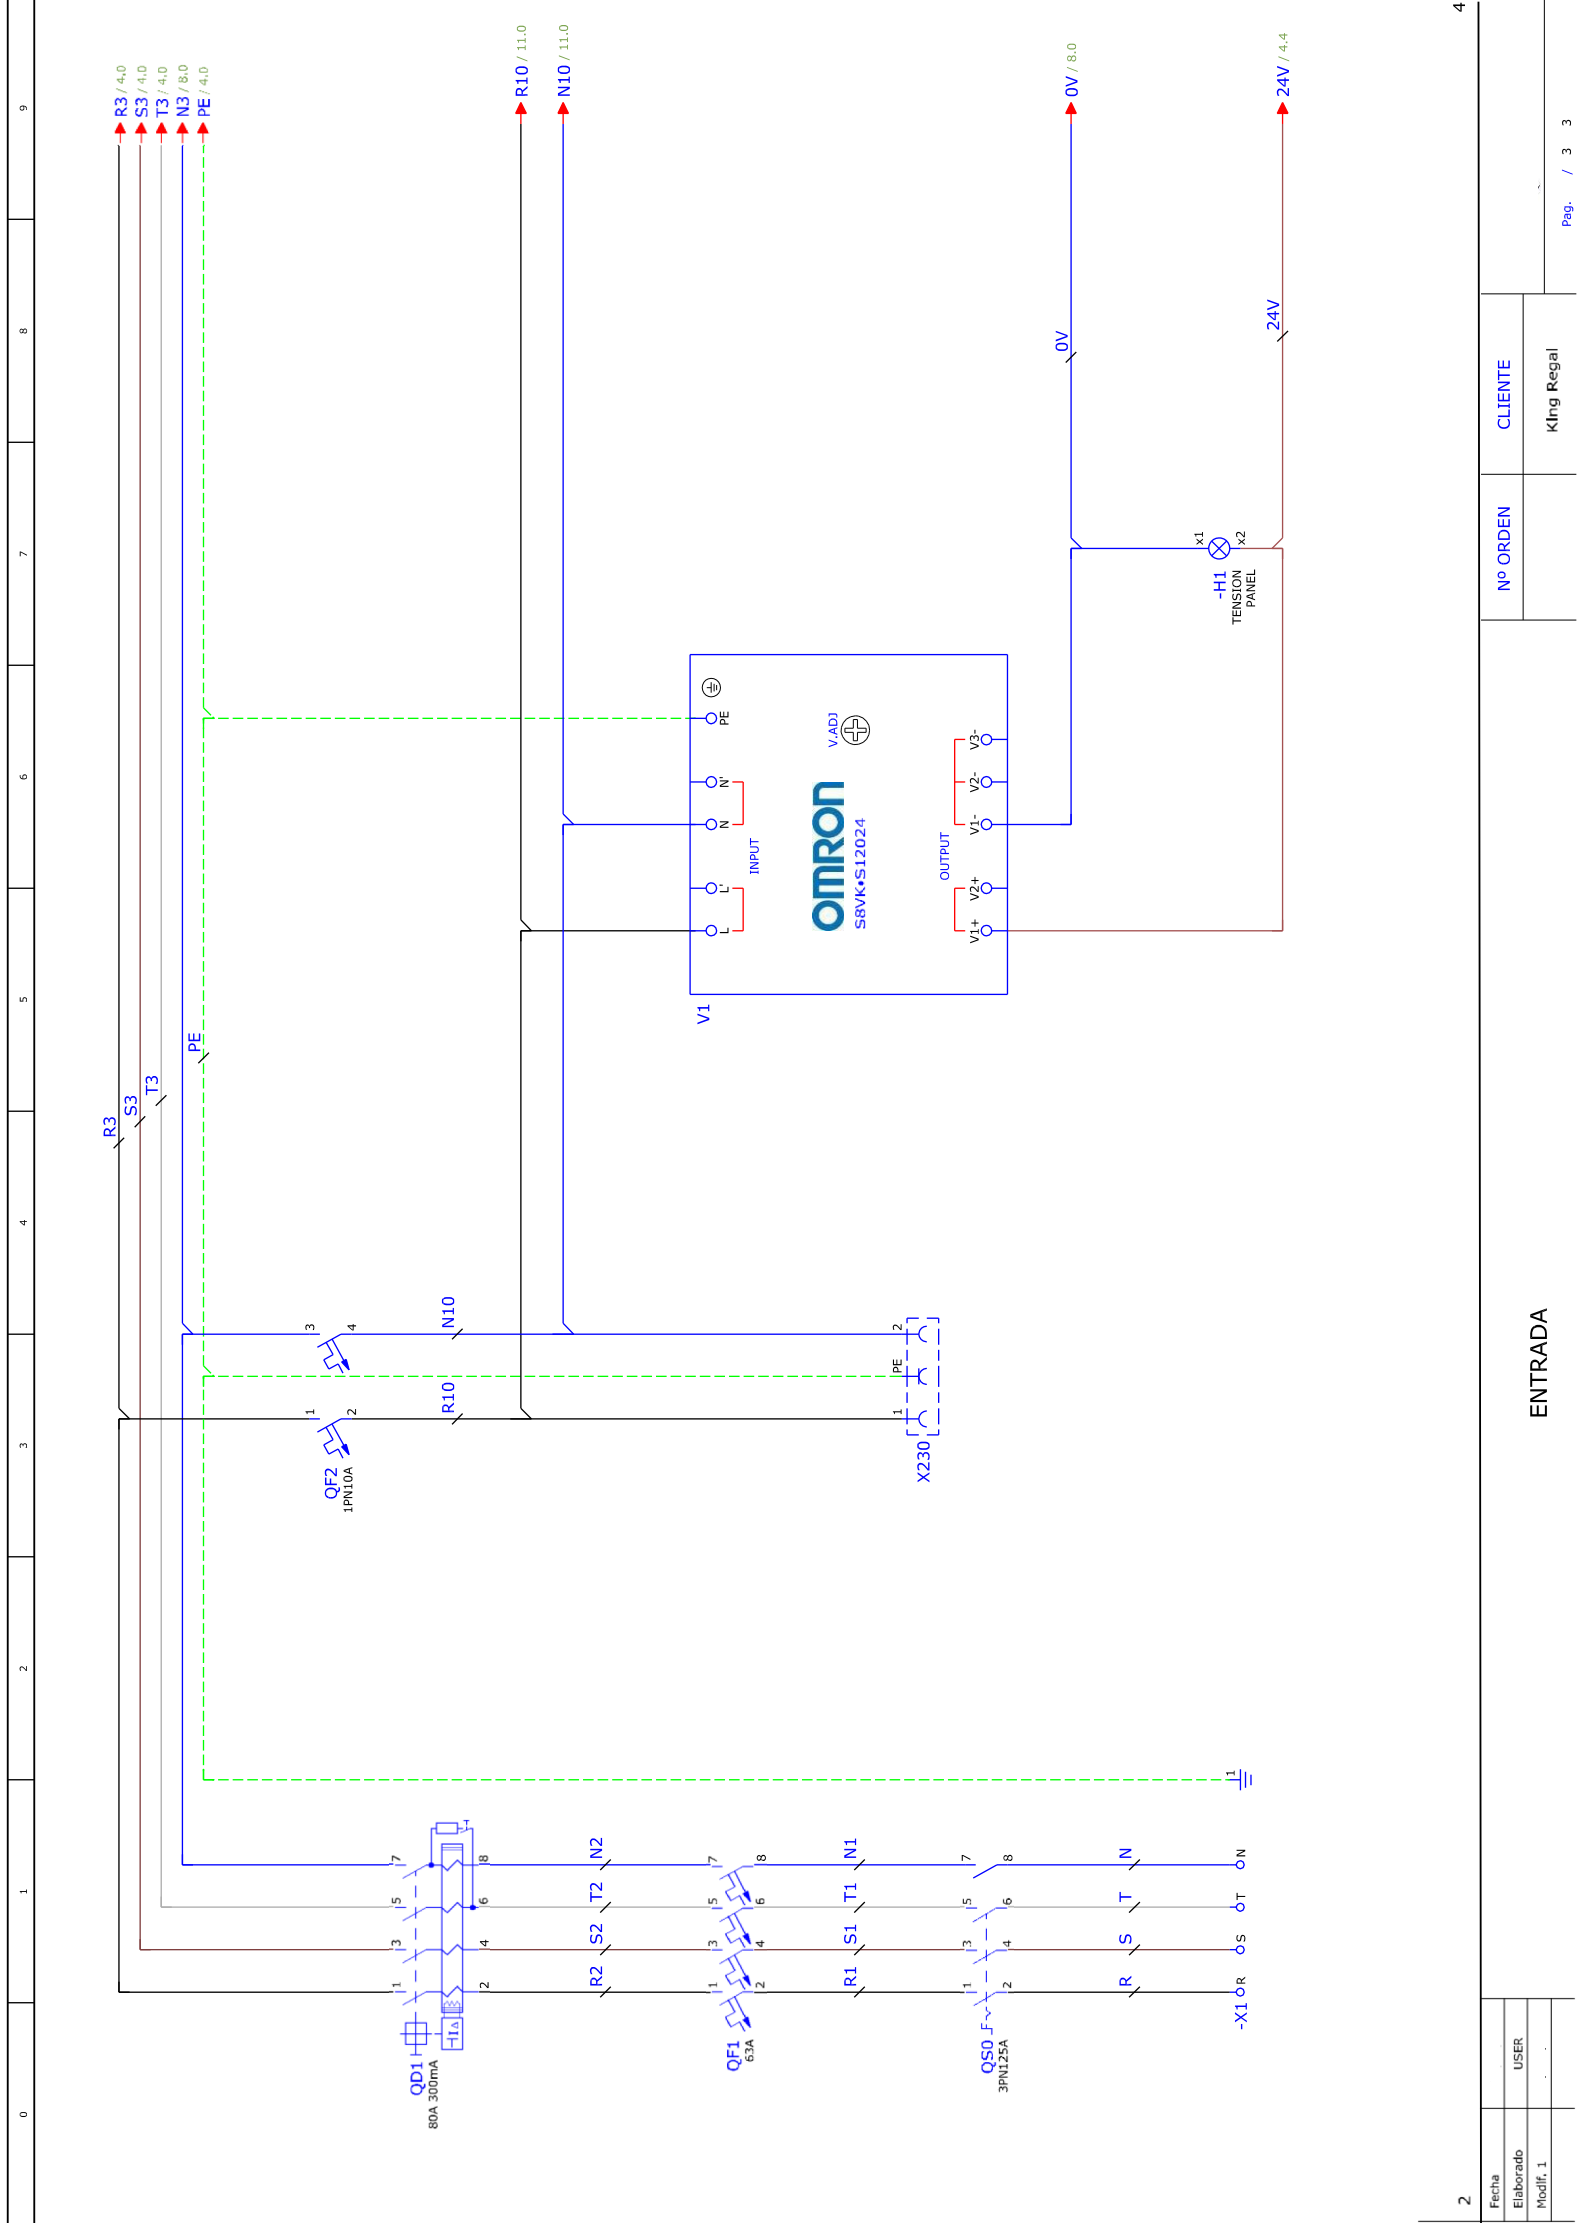 0
1
2
3
4
5
6
7
8
9
R3 / 4.0
S3 / 4.0
T3 / 4.0
N3 / 8.0
PE / 4.0
R3
S3
T3
PE
QD1
80A 300mA
1
3
5
7
2
4
6
8
R2
S2
T2
N2
QF1
63A
1
3
5
7
2
4
6
8
R1
S1
T1
N1
QS0
3PN125A
1
3
5
7
2
4
6
8
R
S
T
N
-X1
R
S
T
N
1
QF2
1PN10A
1
3
2
4
R10
N10
X230
1
PE
2
R10 / 11.0
N10 / 11.0
V1
L
L'
N
N'
PE
INPUT
OMRON
S8VK•S12024
V.ADJ
OUTPUT
V1+
V2+
V1-
V2-
V3-
0V
0V / 8.0
-H1
TENSION
PANEL
x1
x2
24V
24V / 4.4
2
4
Fecha
Elaborado
USER
Modif. 1
ENTRADA
Nº ORDEN
CLIENTE
King Regal
Pag. / 3 3